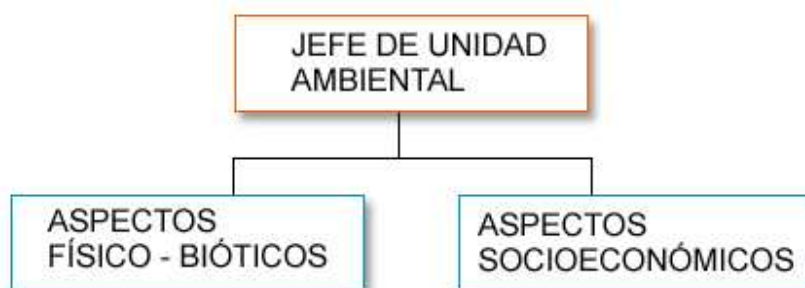 JEFE DE UNIDAD
AMBIENTAL
ASPECTOS
FÍSICO - BIÓTICOS
ASPECTOS
SOCIOECONÓMICOS